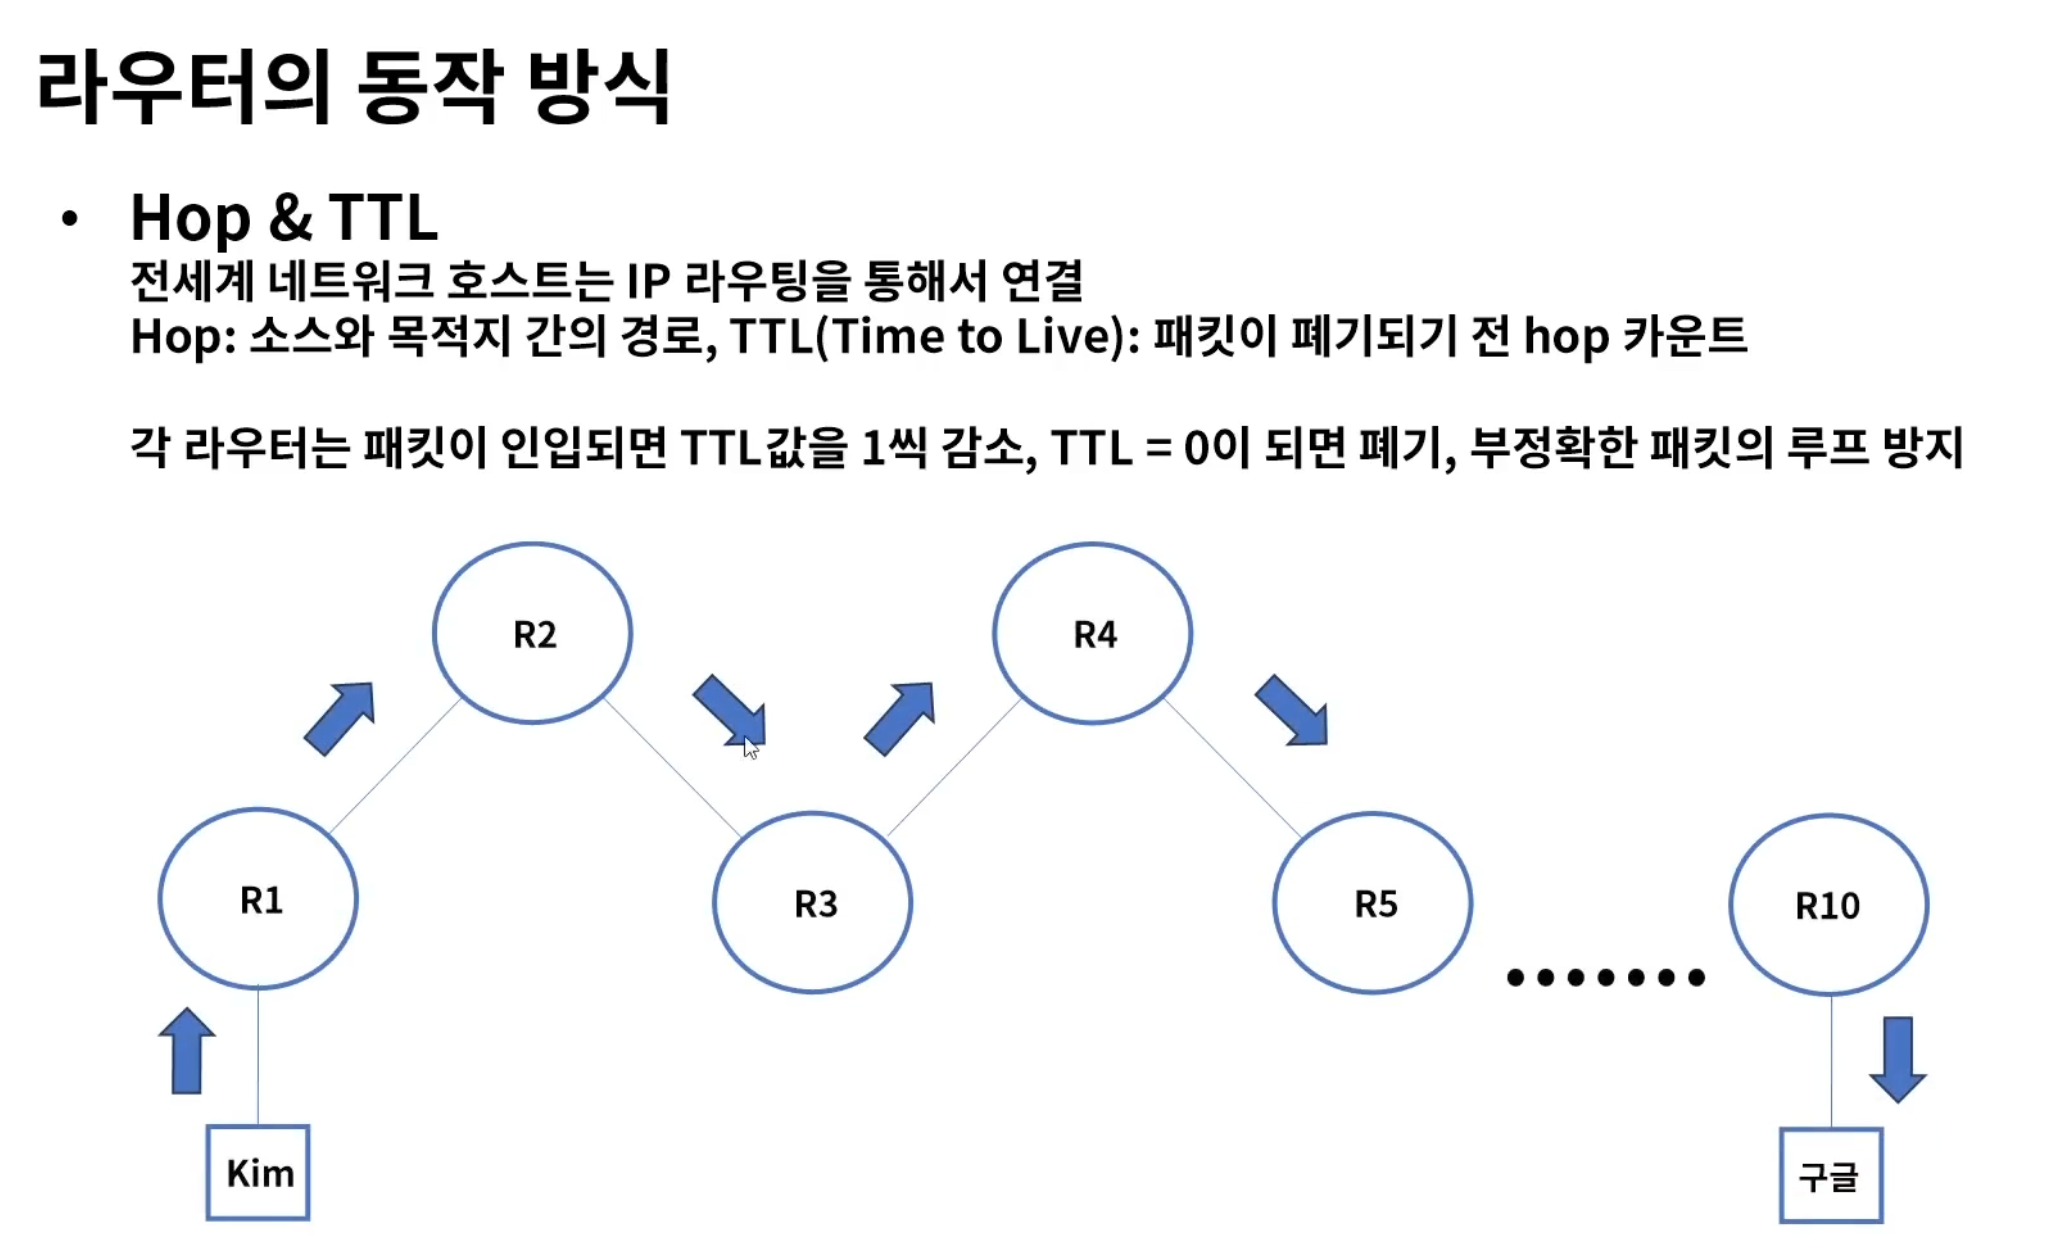 라우터의 동작 방식
• Hop & TTL
전세계 네트워크 호스트는 IP 라우팅을 통해서 연결
Hop: 소스와 목적지 간의 경로, TTL(Time to Live): 패킷이 폐기되기 전 hop 카운트
각 라우터는 패킷이 인입되면 TTL값을 1씩 감소, TTL = 0이 되면 폐기, 부정확한 패킷의 루프 방지
R2
R4
R1
R3
R5
.......
R10
Kim
구글